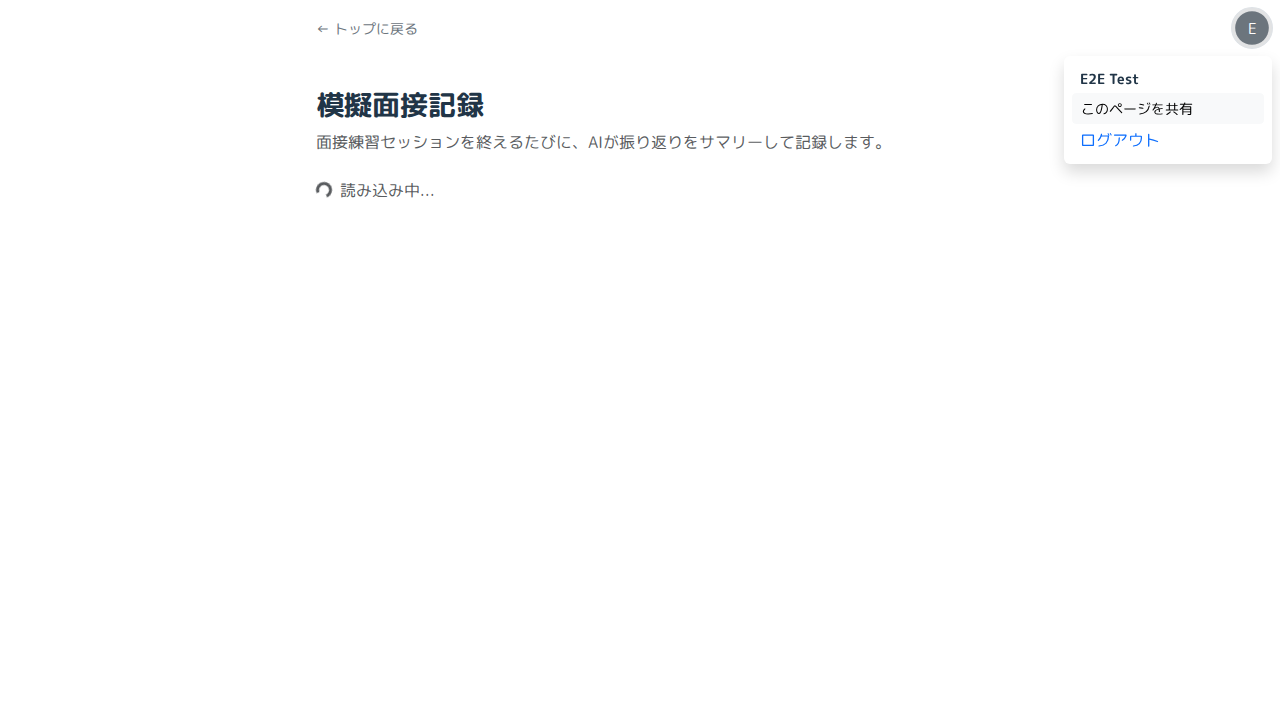 ← トップに戻る
E
E2E Test
このページを共有
ログアウト
模擬面接記録
面接練習セッションを終えるたびに、AIが振り返りをサマリーして記録します。
読み込み中...